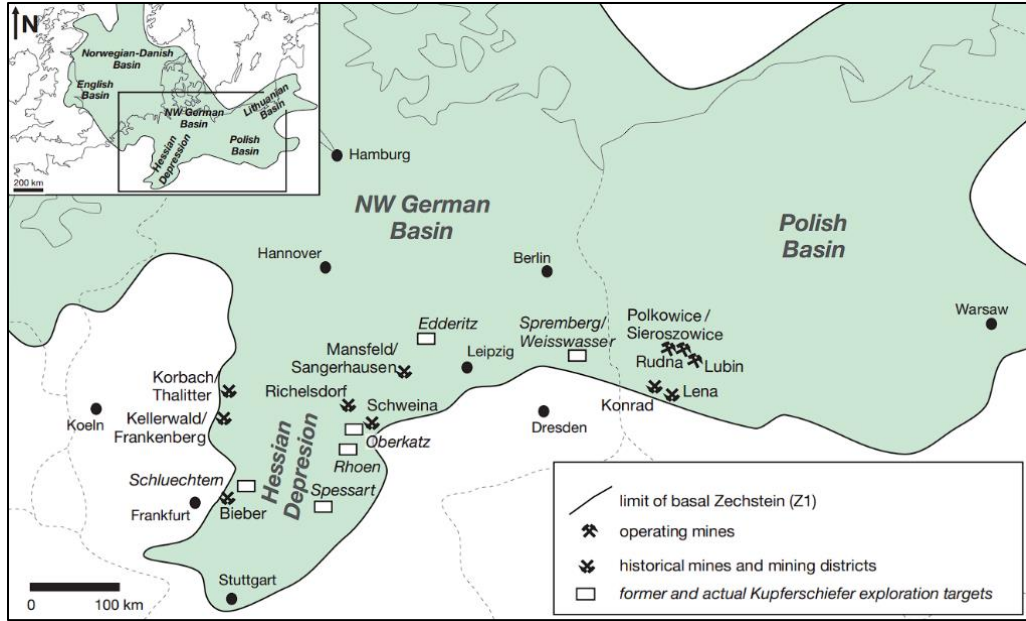 N
Norwegian-Danish
Basin
English
Basin
NW German
Basin
Lithuanian
Basin
Polish
Basin
Hessian
Depression
200 km
Hamburg
NW German
Basin
Polish
Basin
Hannover
Berlin
Warsaw
Polkowice /
Sieroszowice
Rudna
Lubin
Edderitz
Spremberg/
Weisswasser
Mansfeld/
Sangerhausen
Leipzig
Korbach/
Thalitter
Richelsdorf
Konrad
Lena
Koeln
Kellerwald/
Frankenberg
Schweina
Dresden
Oberkatz
Hessian
Depresion
Rhoen
Schluechtern
Spessart
Frankfurt
Bieber
Stuttgart
0 100 km
limit of basal Zechstein (Z1)
operating mines
historical mines and mining districts
former and actual Kupferschiefer exploration targets